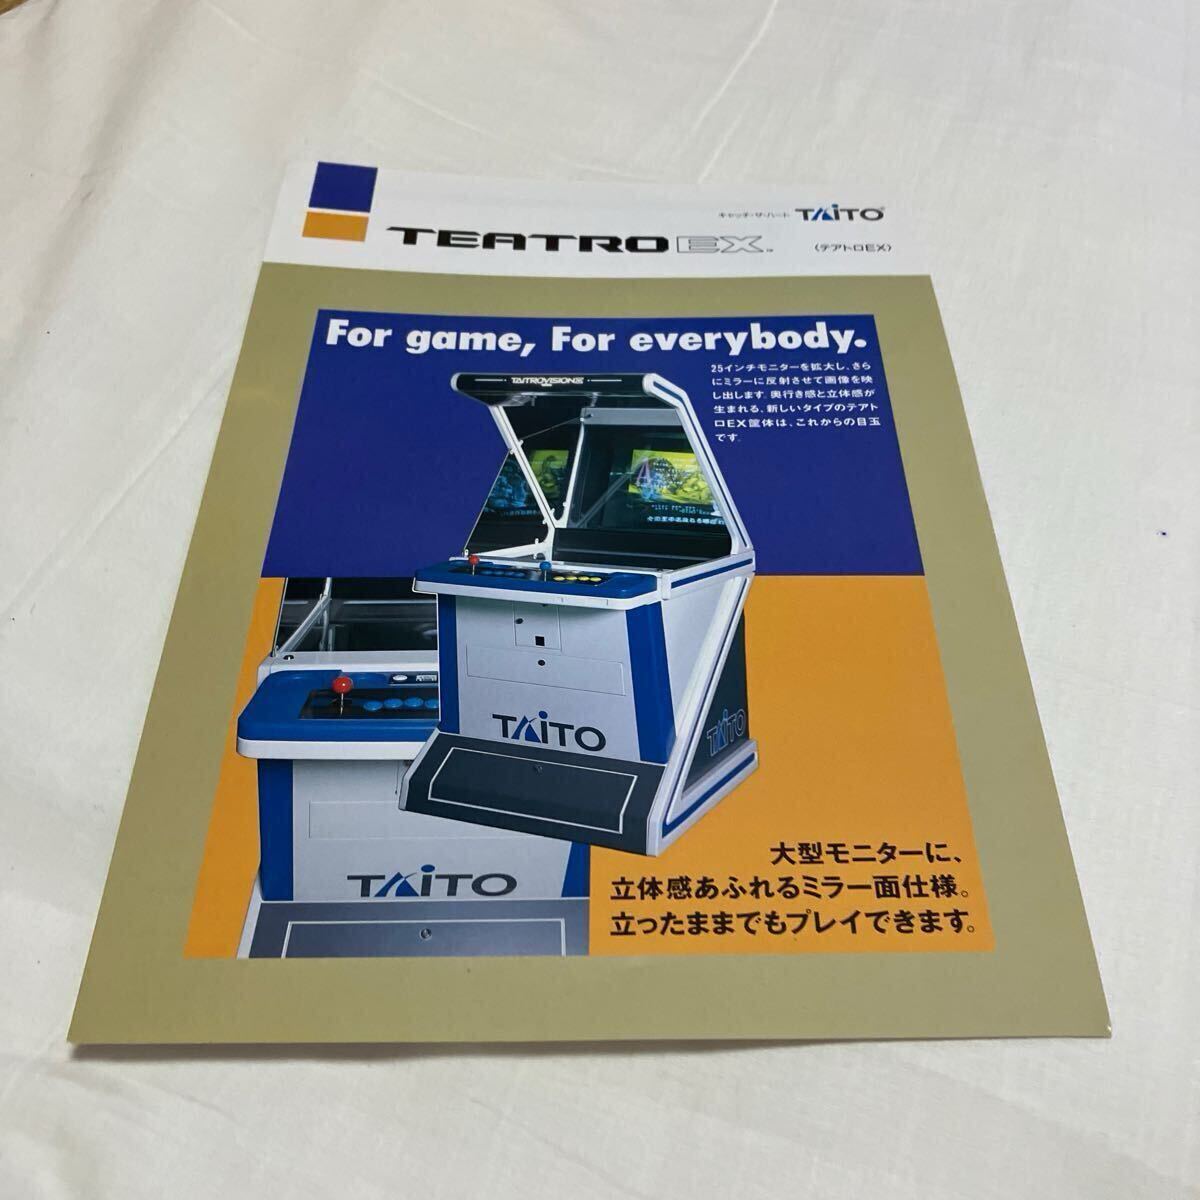 キャッチ・ザ・ハート TAITO
TEATRO EX™ 〈テアトロEX〉
For game, For everybody.
25インチモニターを拡大し、さら
にミラーに反射させて画像を映
し出します。奥行き感と立体感が
生まれる、新しいタイプのテアト
ロEX筐体は、これからの目玉
です。
TAITO
TAITO
TAITO
大型モニターに、
立体感あふれるミラー面仕様。
立ったままでもプレイできます。